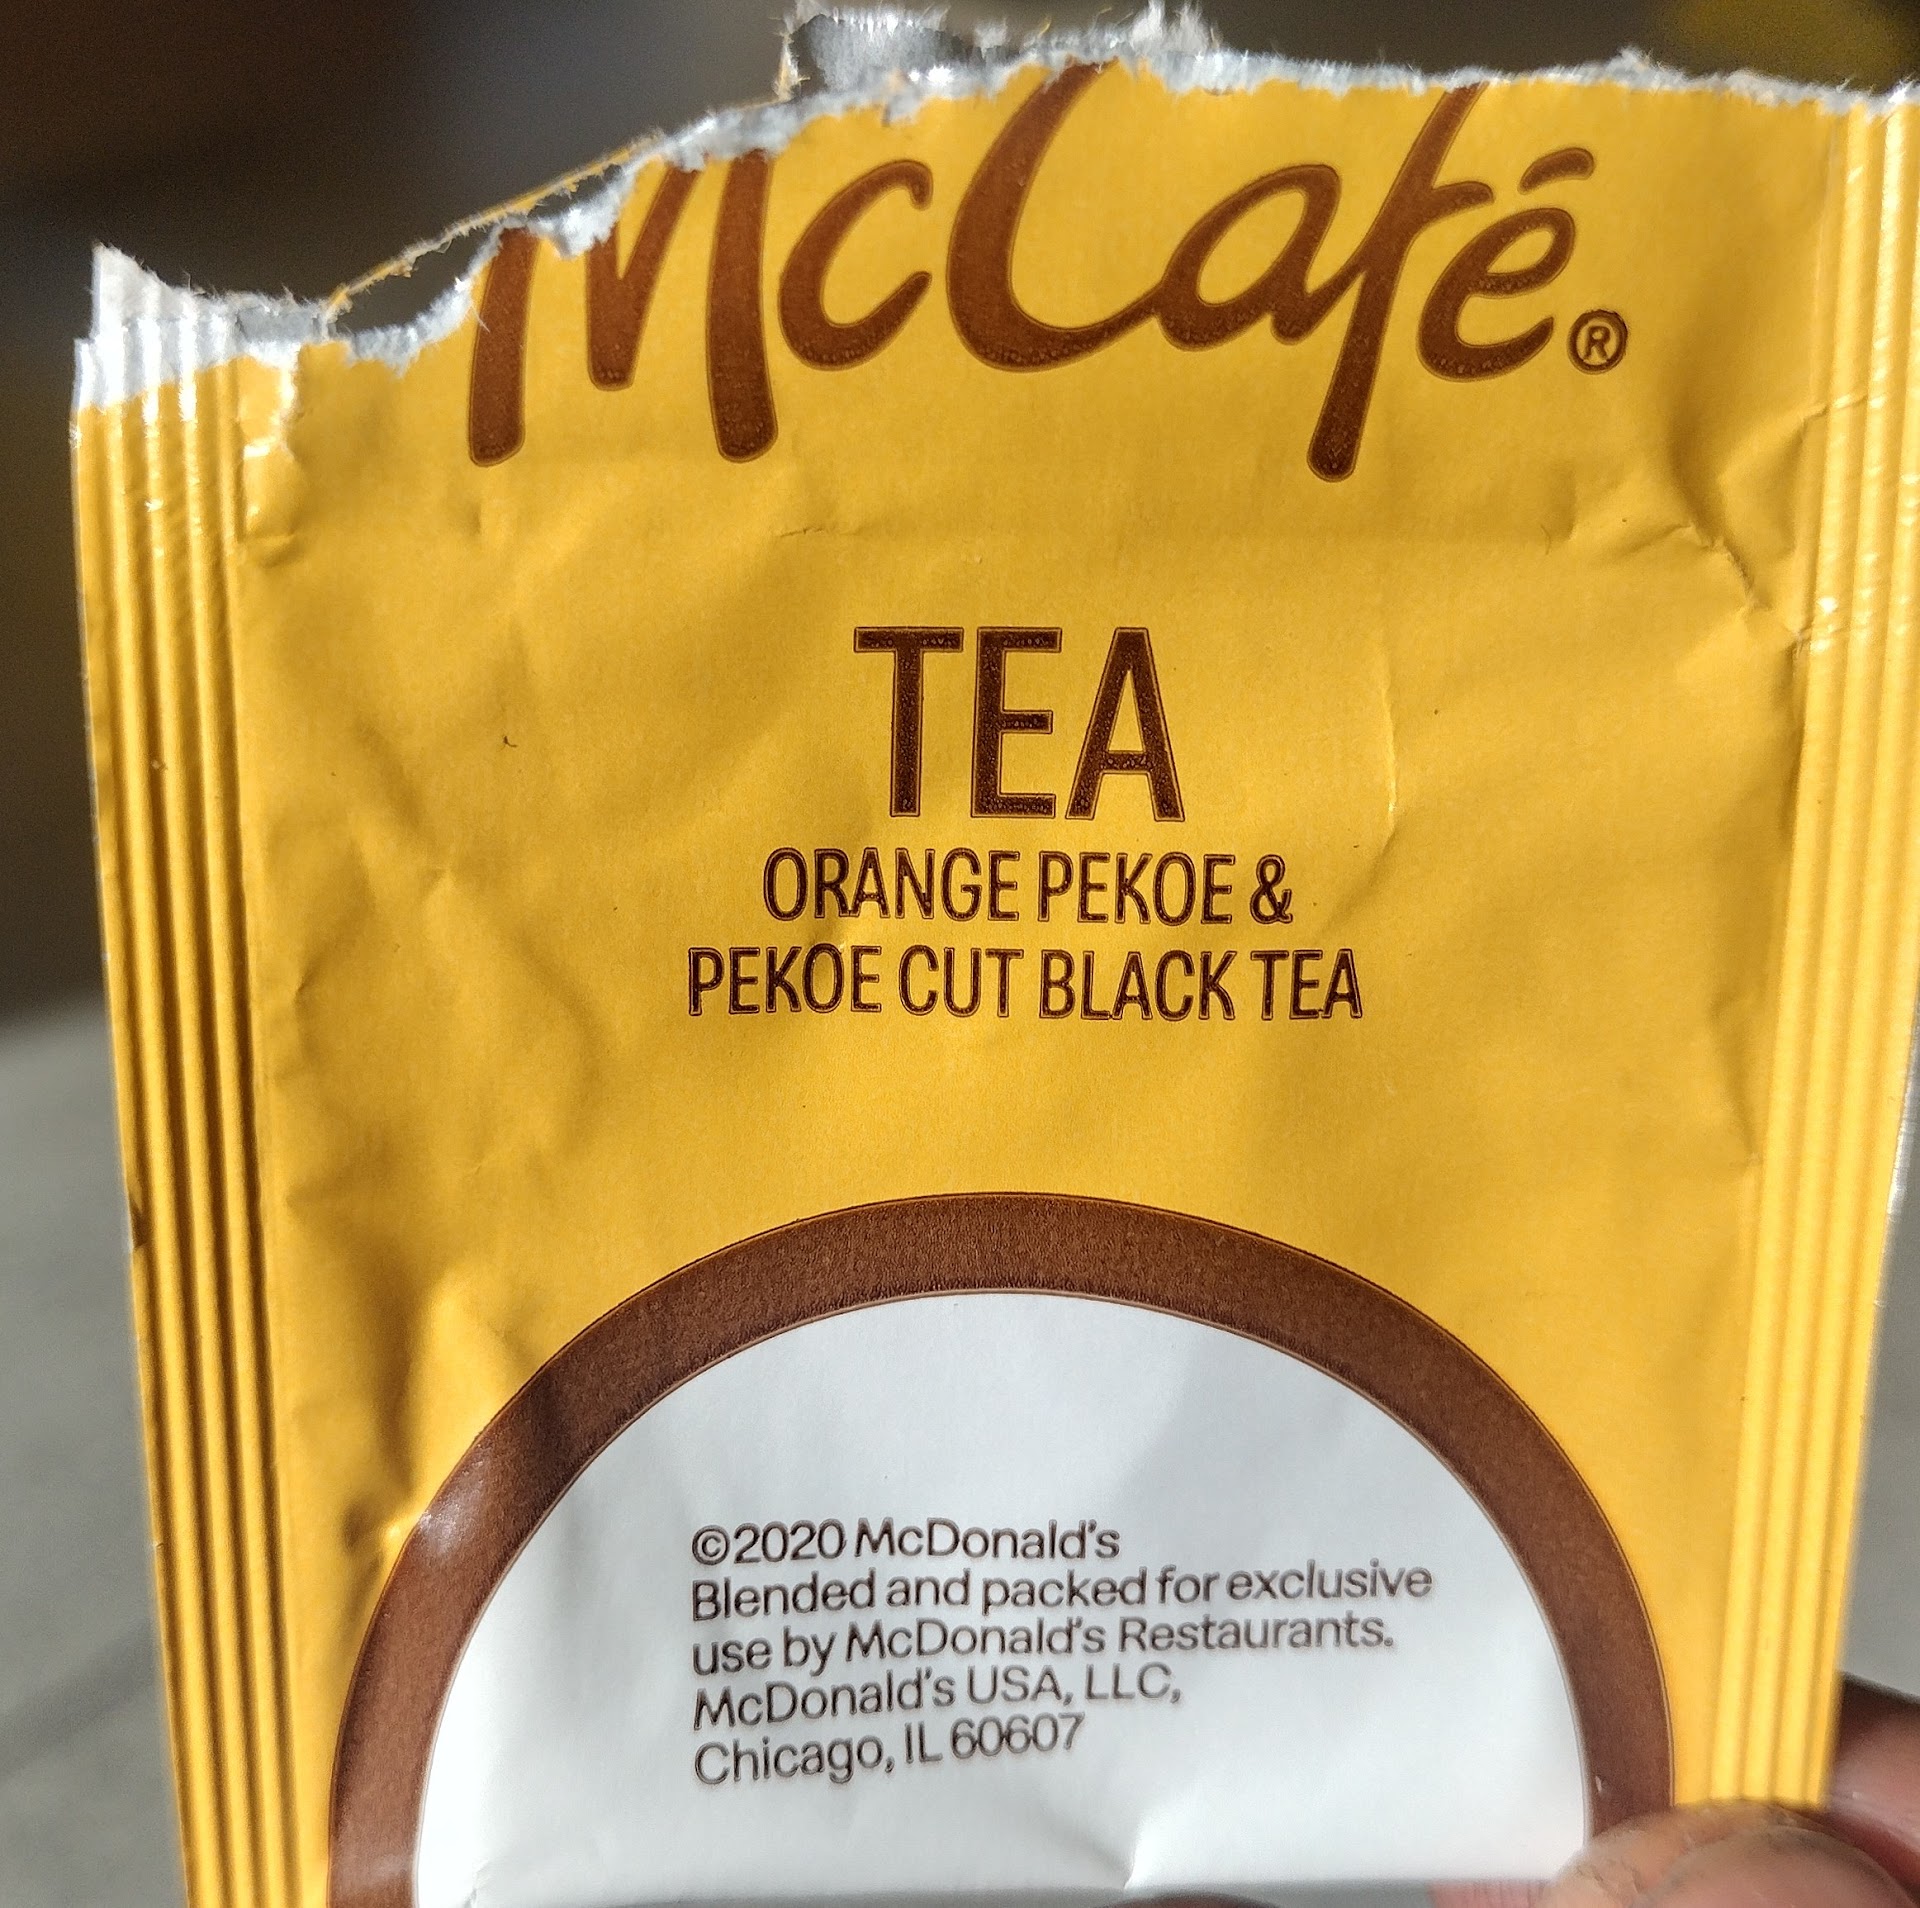 McCafé®
TEA
ORANGE PEKOE &
PEKOE CUT BLACK TEA
©2020 McDonald's
Blended and packed for exclusive
use by McDonald's Restaurants.
McDonald's USA, LLC,
Chicago, IL 60607